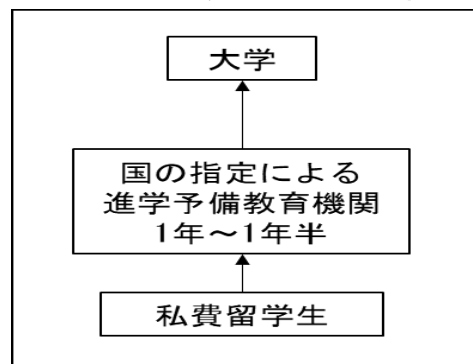 大学
国の指定による
進学予備教育機関
1年～1年半
私費留学生